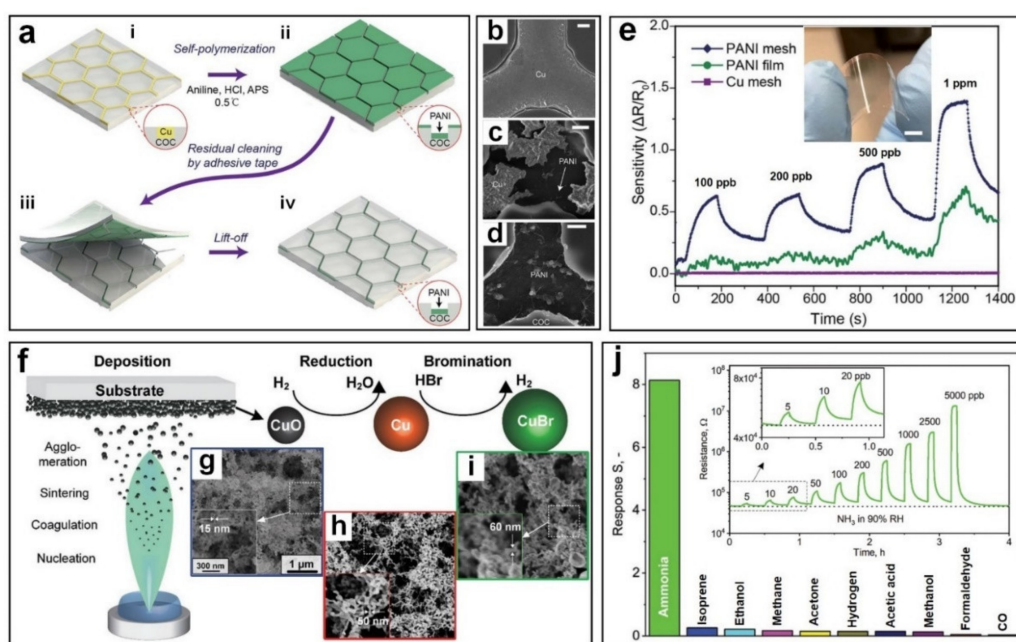 a
i
Self-polymerization
ii
Aniline, HCl, APS
0.5℃
Cu
COC
PANI
COC
Residual cleaning
by adhesive tape
iii
Lift-off
iv
PANI
COC
b
Cu
c
PANI
Cu
d
PANI
COC
e
PANI mesh
PANI film
Cu mesh
1 ppm
500 ppb
200 ppb
100 ppb
Sensitivity (ΔR/R0)
2.0
1.5
1.0
0.5
0.0
0 200 400 600 800 1000 1200 1400
Time (s)
f
Deposition
Substrate
Reduction
Bromination
H2
H2O
HBr
H2
CuO
Cu
CuBr
Agglo-
meration
Sintering
Coagulation
Nucleation
g
15 nm
300 nm
1 µm
h
60 nm
i
60 nm
j
Response S, -
8
6
4
2
0
Ammonia
Isoprene
Ethanol
Methane
Acetone
Hydrogen
Acetic acid
Methanol
Formaldehyde
CO
Resistance, Ω
10⁸
10⁷
10⁶
10⁵
10⁴
8x10⁴
4x10⁴
5
10
20 ppb
0.0 0.5 1.0
5 10 20 50 100 200 500 1000 2500 5000 ppb
NH3 in 90% RH
0 1 2 3 4
Time, h